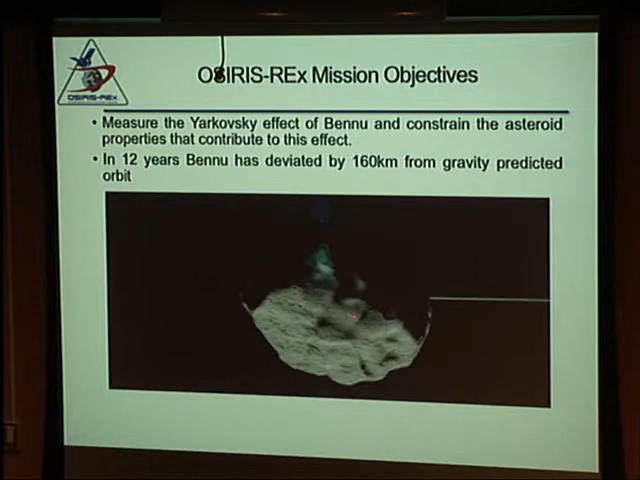 OSIRIS-REx Mission Objectives
OSIRIS-REx
• Measure the Yarkovsky effect of Bennu and constrain the asteroid
properties that contribute to this effect.
• In 12 years Bennu has deviated by 160km from gravity predicted
orbit